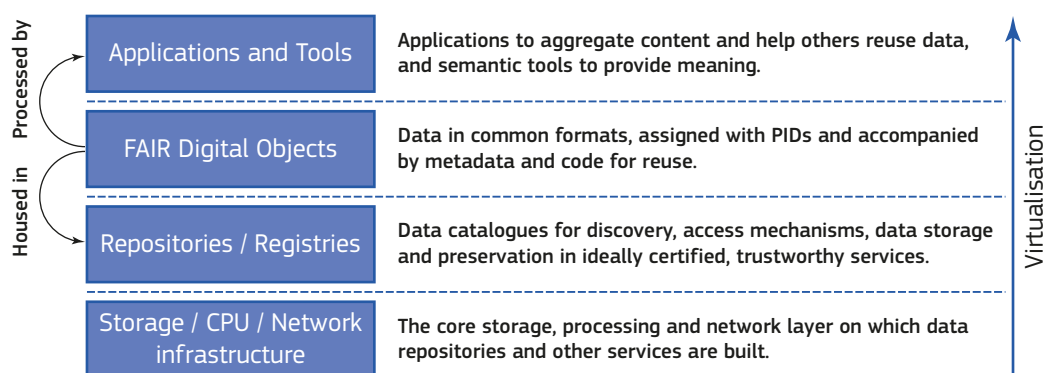 Processed by
Applications and Tools
Applications to aggregate content and help others reuse data,
and semantic tools to provide meaning.
FAIR Digital Objects
Data in common formats, assigned with PIDs and accompanied
by metadata and code for reuse.
Housed in
Repositories / Registries
Data catalogues for discovery, access mechanisms, data storage
and preservation in ideally certified, trustworthy services.
Storage / CPU / Network
infrastructure
The core storage, processing and network layer on which data
repositories and other services are built.
Virtualisation